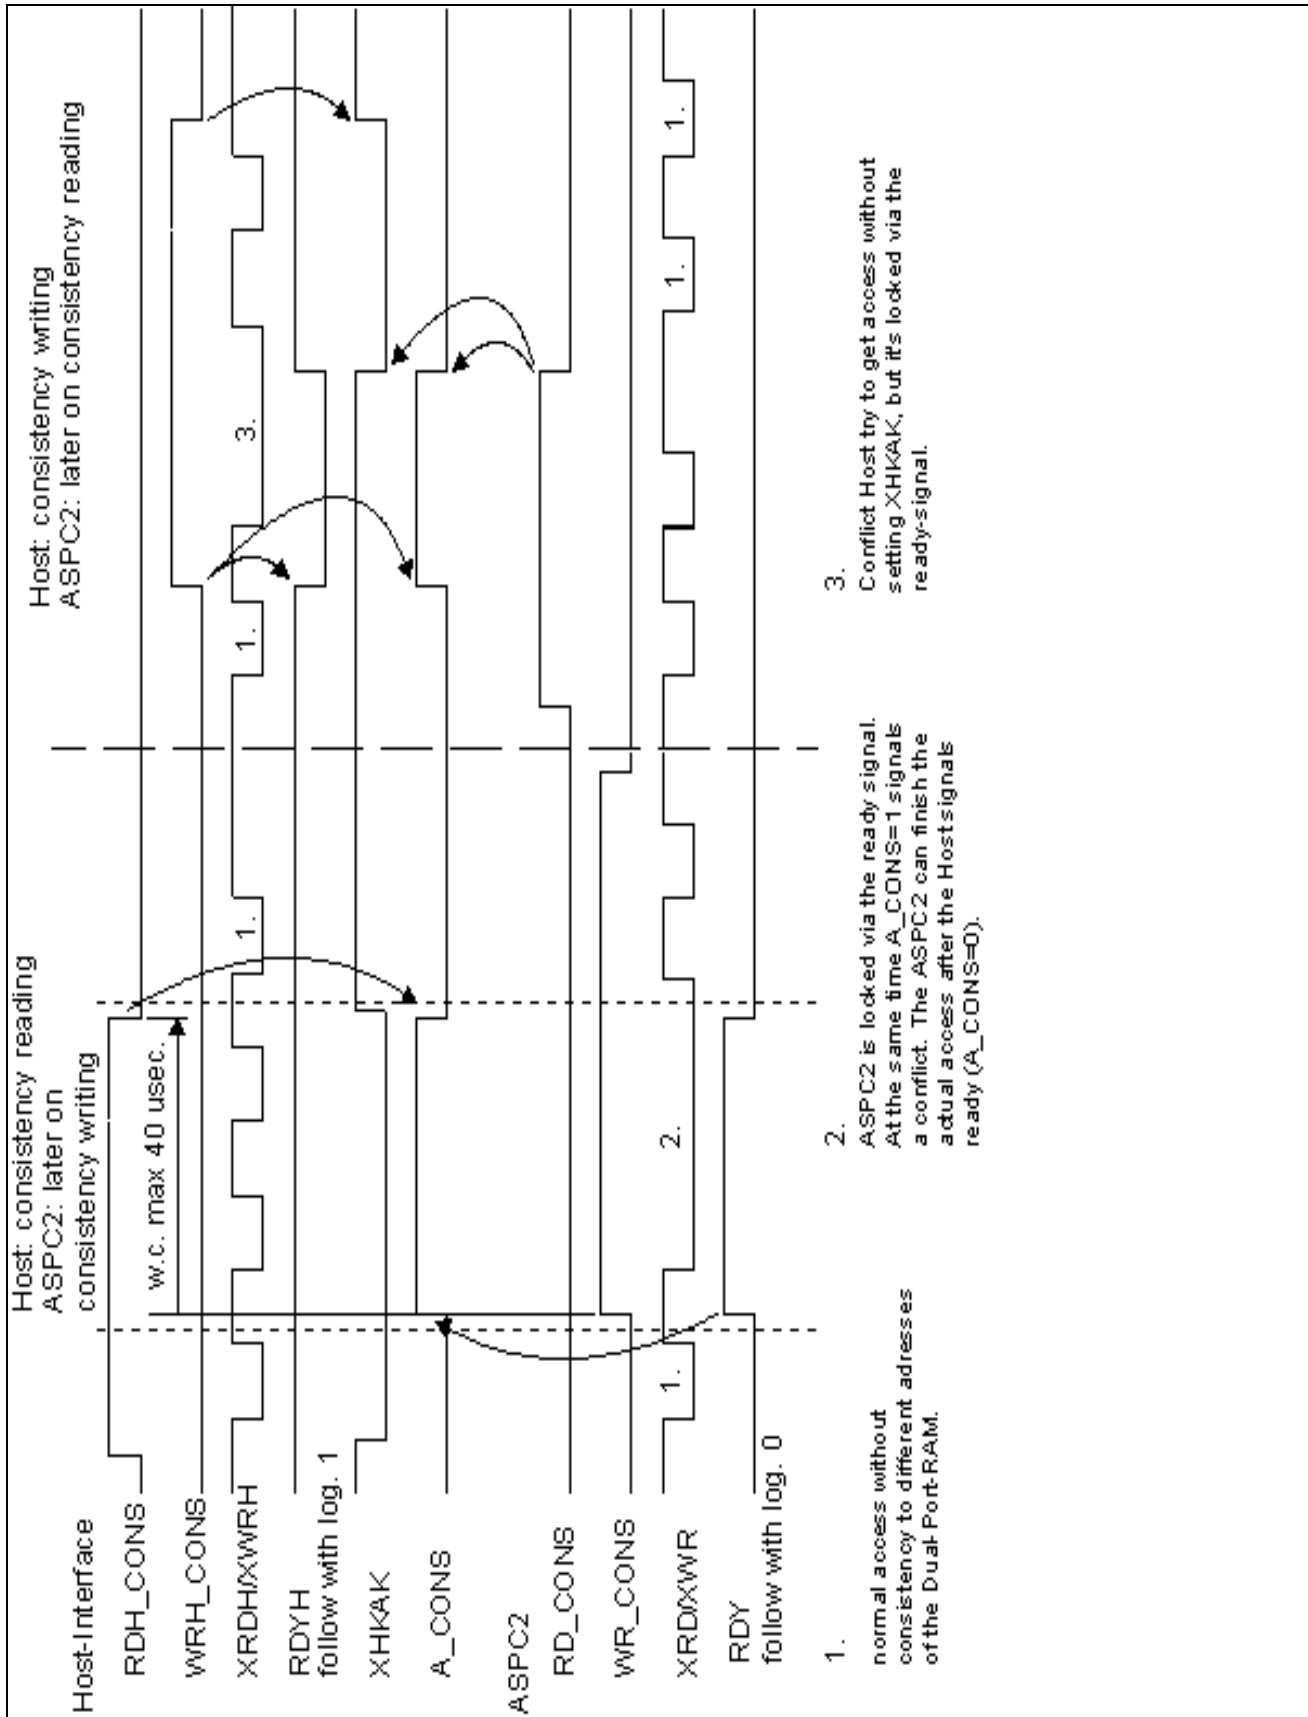 Host: consistency reading
ASPC2: later on
consistency writing
Host: consistency writing
ASPC2: later on consistency reading
Host-Interface
RDH_CONS
w.c. max 40 usec.
WRH_CONS
XRDH/XWRH
1.
1.
3.
RDYH
follow with log. 1
XHKAK
A_CONS
ASPC2
RD_CONS
WR_CONS
XRD/XWR
1.
2.
1.
1.
RDY
follow with log. 0
1.
normal access without
consistency to different adresses
of the Dual-Port-RAM.
2.
ASPC2 is locked via the ready signal.
At the same time A_CONS=1 signals
a conflict. The ASPC2 can finish the
actual access after the Host signals
ready (A_CONS=0).
3.
Conflict Host try to get access without
setting XHKAK, but it's locked via the
ready-signal.